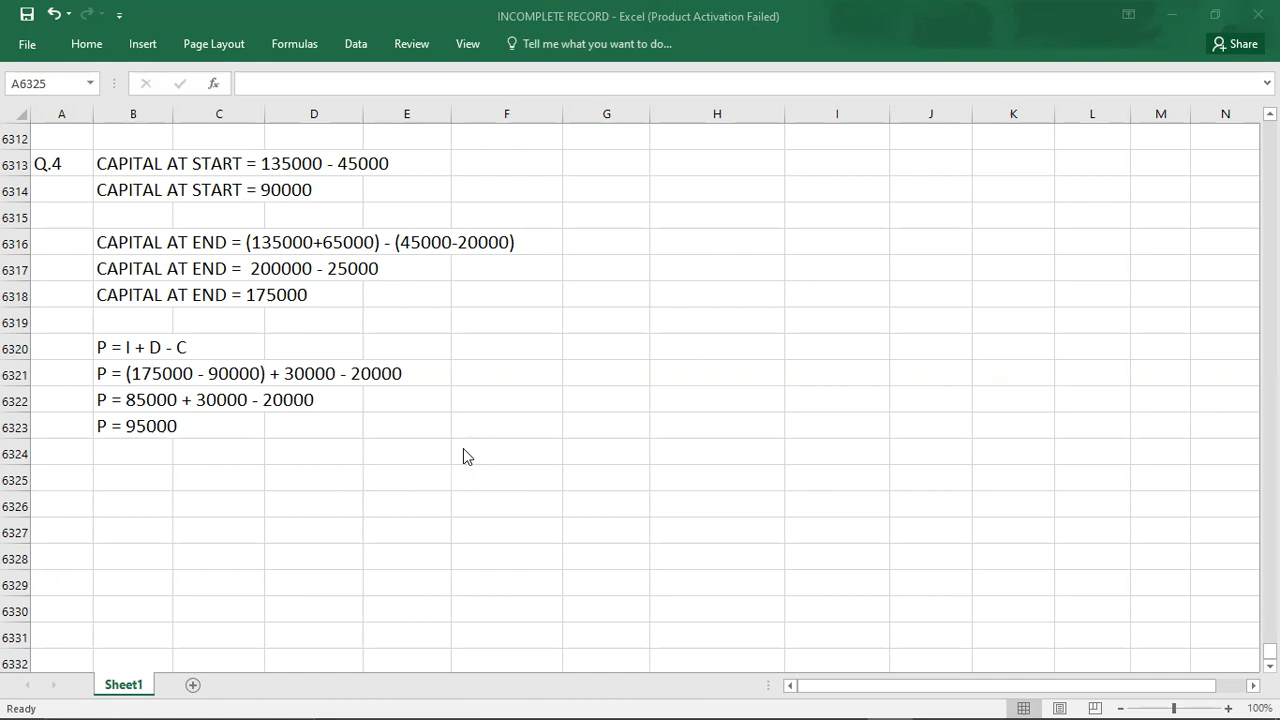 INCOMPLETE RECORD - Excel (Product Activation Failed)
File Home Insert Page Layout Formulas Data Review View Tell me what you want to do... Share
A6325 fx
A B C D E F G H I J K L M N
6312
6313 Q.4 CAPITAL AT START = 135000 - 45000
6314 CAPITAL AT START = 90000
6315
6316 CAPITAL AT END = (135000+65000) - (45000-20000)
6317 CAPITAL AT END =  200000 - 25000
6318 CAPITAL AT END = 175000
6319
6320 P = I + D - C
6321 P = (175000 - 90000) + 30000 - 20000
6322 P = 85000 + 30000 - 20000
6323 P = 95000
6324
6325
6326
6327
6328
6329
6330
6331
6332
Sheet1
Ready 100%